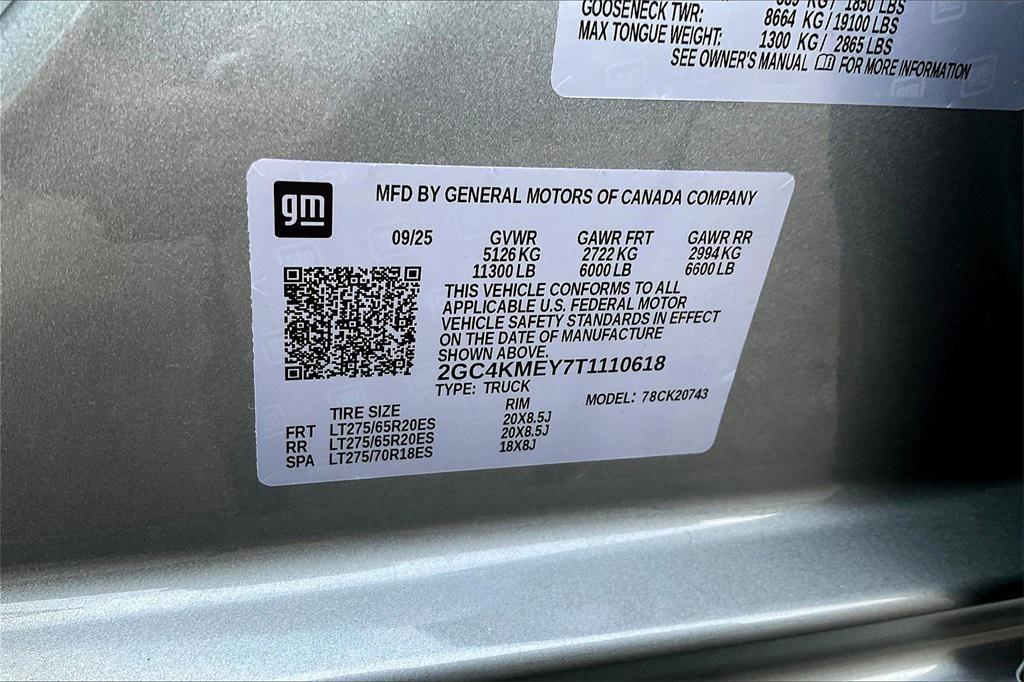 KG/ 1850 LBS
GOOSENECK TWR: 8664 KG/19100 LBS
MAX TONGUE WEIGHT: 1300 KG/ 2865 LBS
SEE OWNER'S MANUAL FOR MORE INFORMATION
gm
MFD BY GENERAL MOTORS OF CANADA COMPANY
09/25 GVWR GAWR FRT GAWR RR
5126 KG 2722 KG 2994 KG
11300 LB 6000 LB 6600 LB
THIS VEHICLE CONFORMS TO ALL
APPLICABLE U.S. FEDERAL MOTOR
VEHICLE SAFETY STANDARDS IN EFFECT
ON THE DATE OF MANUFACTURE
SHOWN ABOVE.
2GC4KMEY7T1110618
TYPE: TRUCK MODEL: 78CK20743
TIRE SIZE RIM
FRT LT275/65R20ES 20X8.5J
RR LT275/65R20ES 20X8.5J
SPA LT275/70R18ES 18X8J